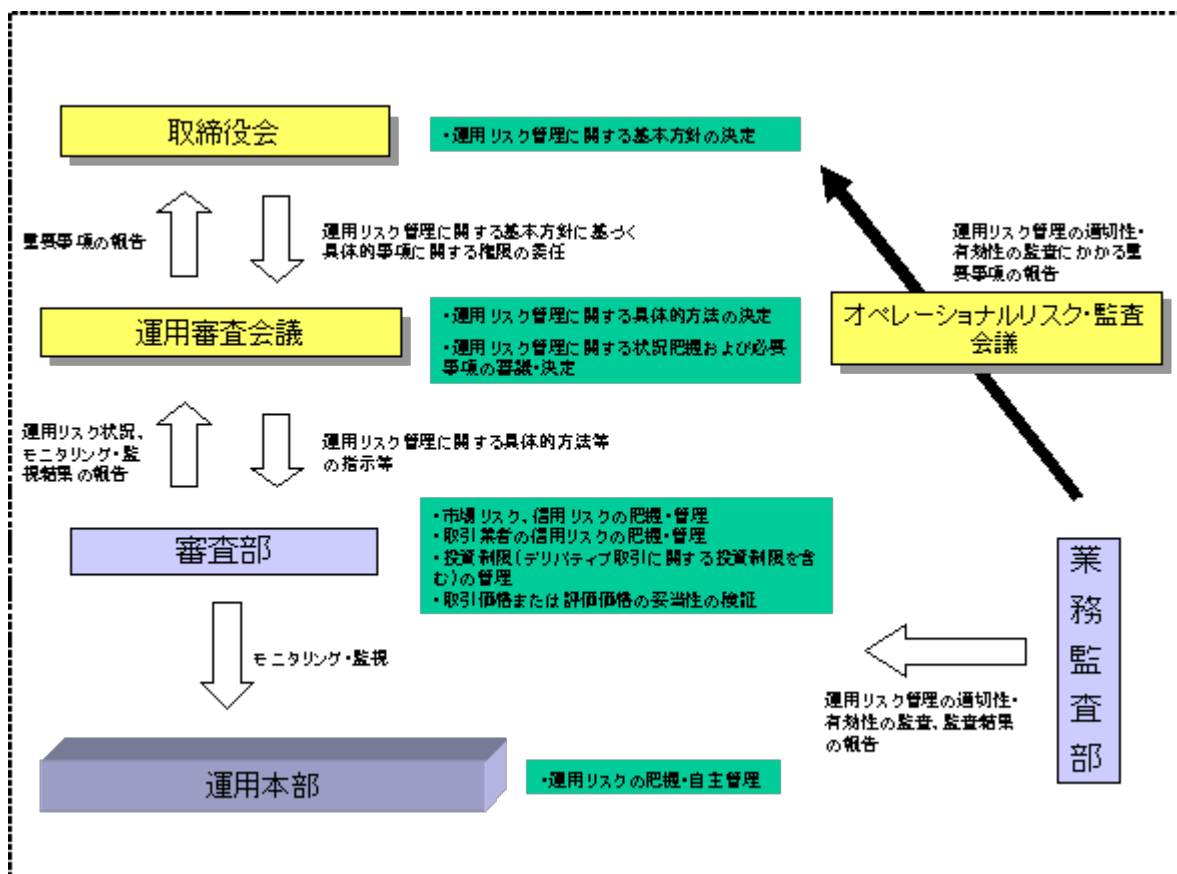 取締役会
・運用リスク管理に関する基本方針の決定
重要事項の報告
運用リスク管理に関する基本方針に基づく
具体的事項に関する権限の委任
運用リスク管理の適切性・
有効性の監査にかかる重
要事項の報告
運用審査会議
・運用リスク管理に関する具体的方法の決定
・運用リスク管理に関する状況把握および必要
事項の審議・決定
オペレーショナルリスク・監査
会議
運用リスク状況、
モニタリング・監
視結果の報告
運用リスク管理に関する具体的方法等
の指示等
審査部
・市場リスク、信用リスクの把握・管理
・取引業者の信用リスクの把握・管理
・投資制限(デリバティブ取引に関する投資制限を含
む)の管理
・取引価格または評価価格の妥当性の検証
業務監査部
モニタリング・監視
運用リスク管理の適切性・
有効性の監査、監査結果
の報告
運用本部
・運用リスクの把握・自主管理